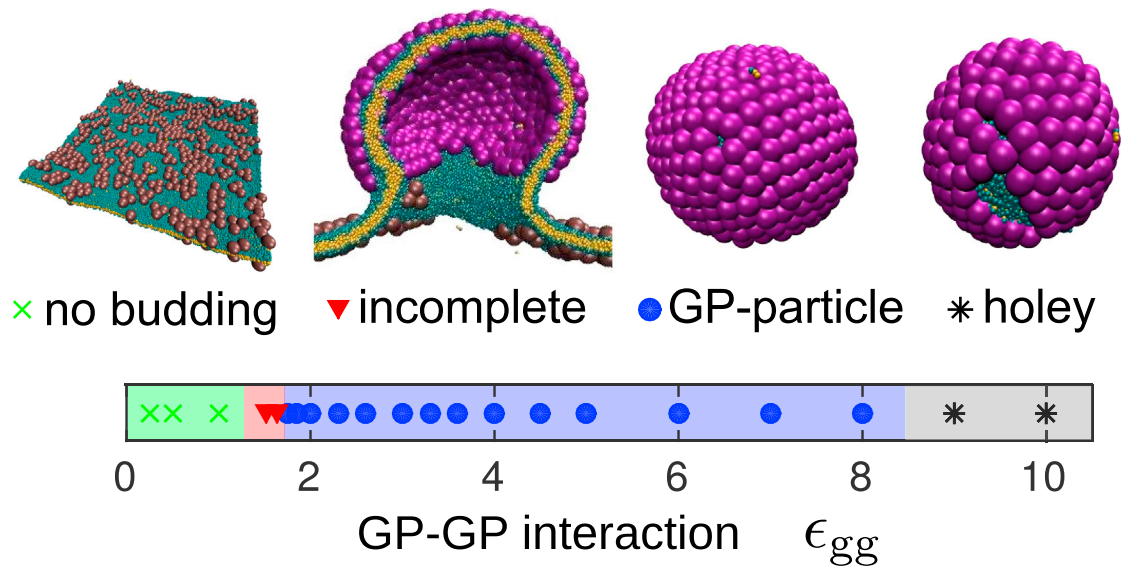 × no budding ▼ incomplete ● GP-particle ✳ holey
0 2 4 6 8 10
GP-GP interaction ϵgg